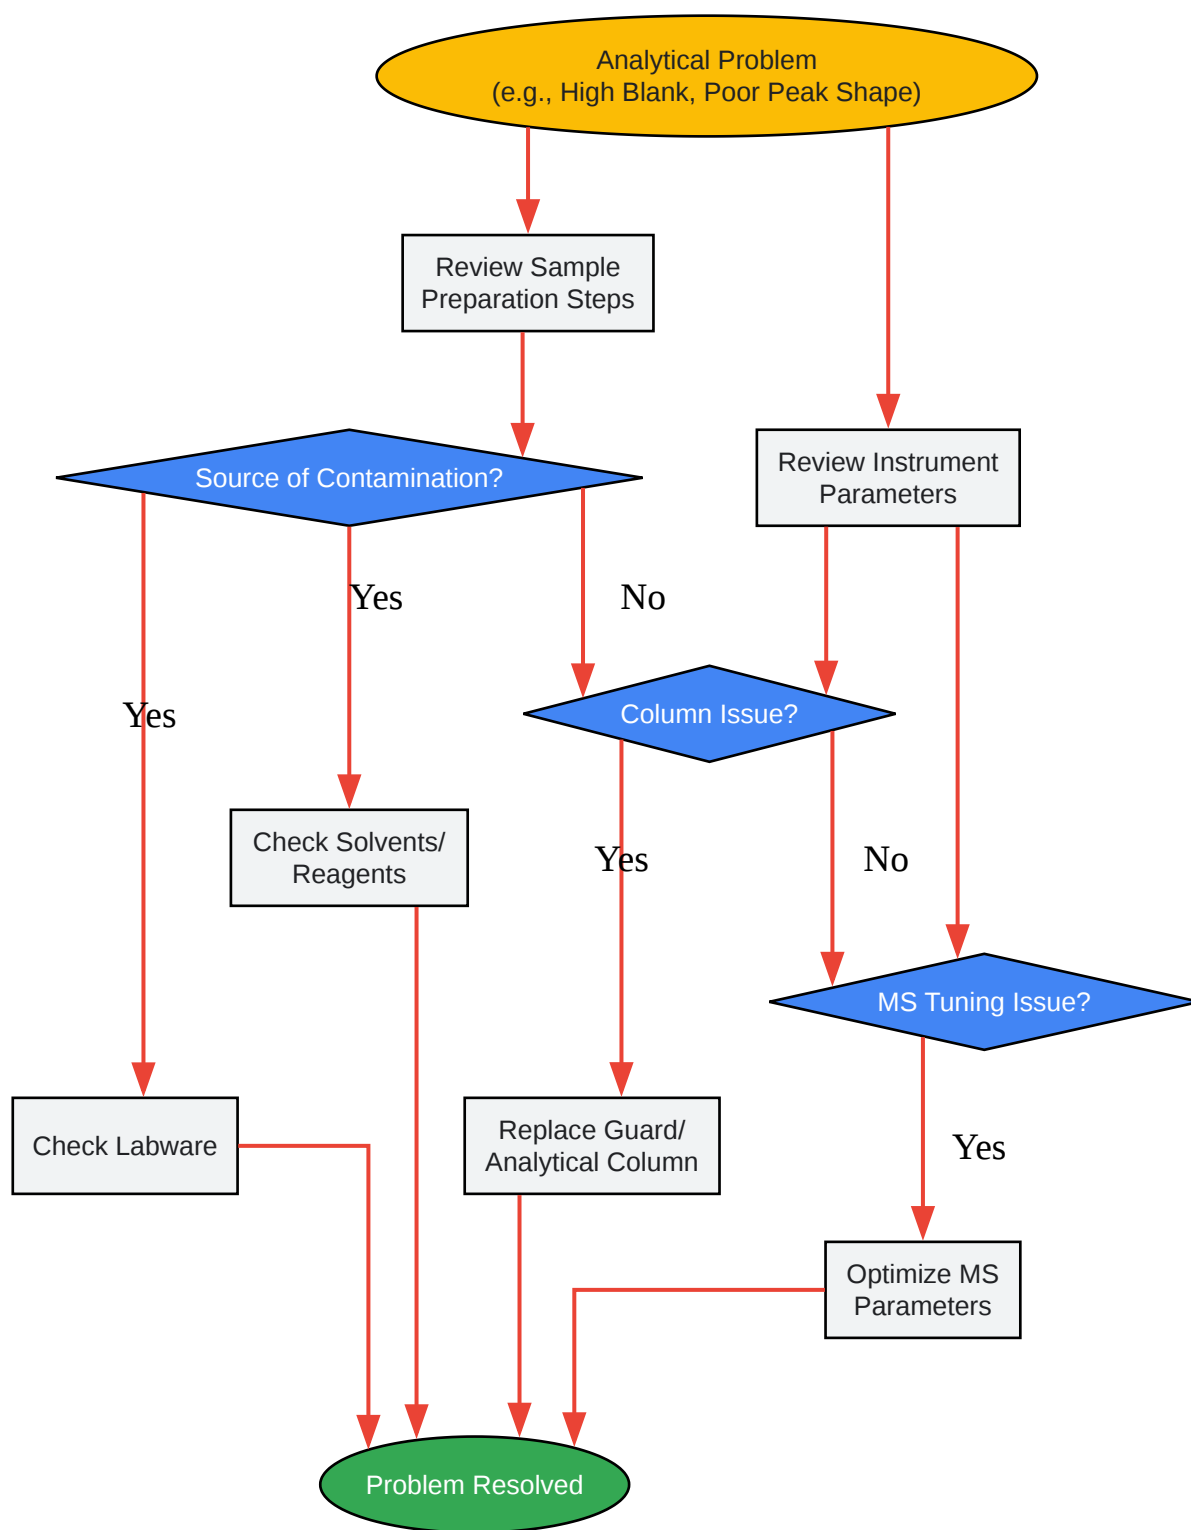 Analytical Problem
(e.g., High Blank, Poor Peak Shape)
Review Sample
Preparation Steps
Source of Contamination?
Review Instrument
Parameters
Yes
No
Yes
Column Issue?
Check Solvents/
Reagents
Yes
No
MS Tuning Issue?
Check Labware
Replace Guard/
Analytical Column
Yes
Optimize MS
Parameters
Problem Resolved